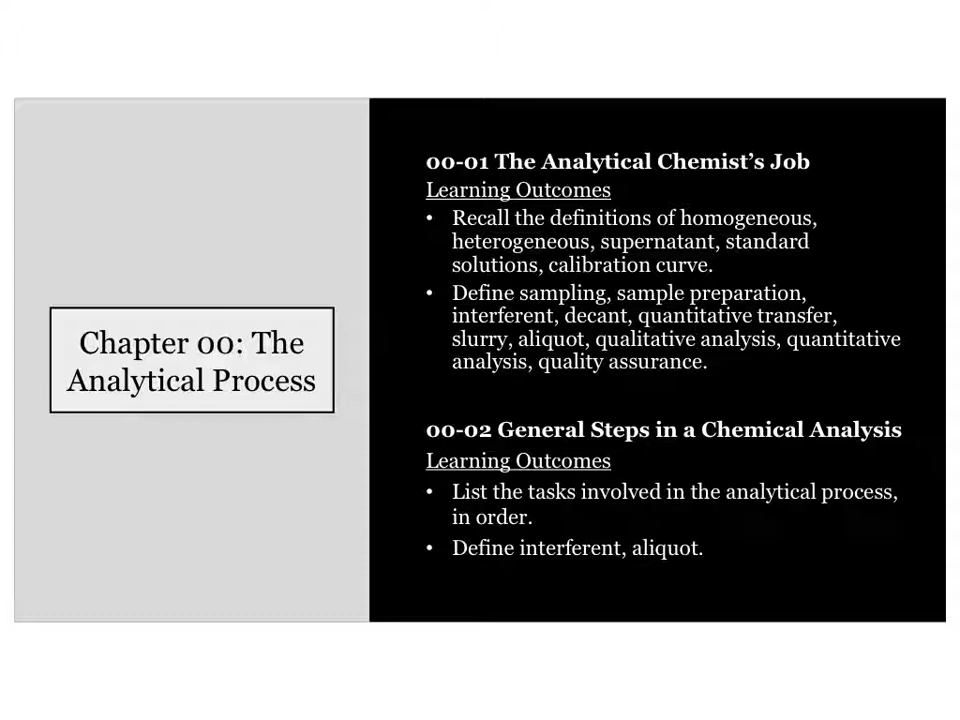 Chapter 00: The
Analytical Process
00-01 The Analytical Chemist’s Job
Learning Outcomes
• Recall the definitions of homogeneous,
heterogeneous, supernatant, standard
solutions, calibration curve.
• Define sampling, sample preparation,
interferent, decant, quantitative transfer,
slurry, aliquot, qualitative analysis, quantitative
analysis, quality assurance.
00-02 General Steps in a Chemical Analysis
Learning Outcomes
• List the tasks involved in the analytical process,
in order.
• Define interferent, aliquot.